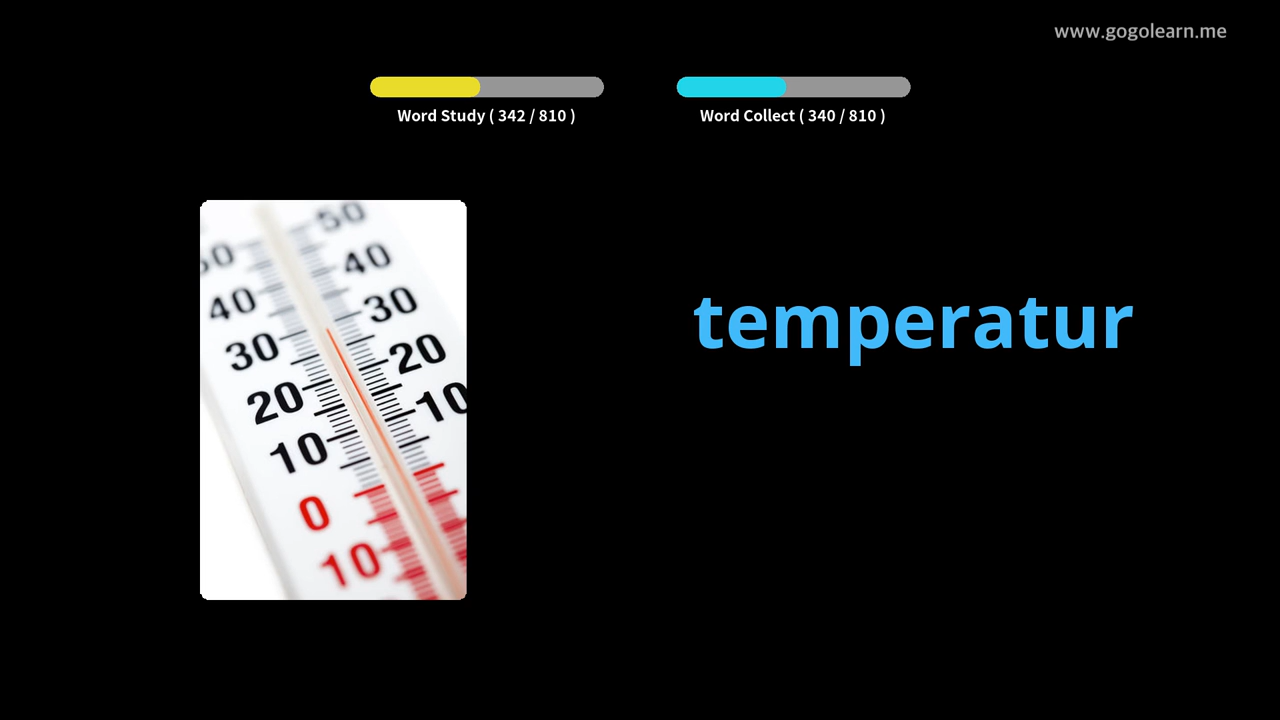 www.gogolearn.me
Word Study ( 342 / 810 )
Word Collect ( 340 / 810 )
50
40 40
30 30
20 20
10 10
0
10
temperatur